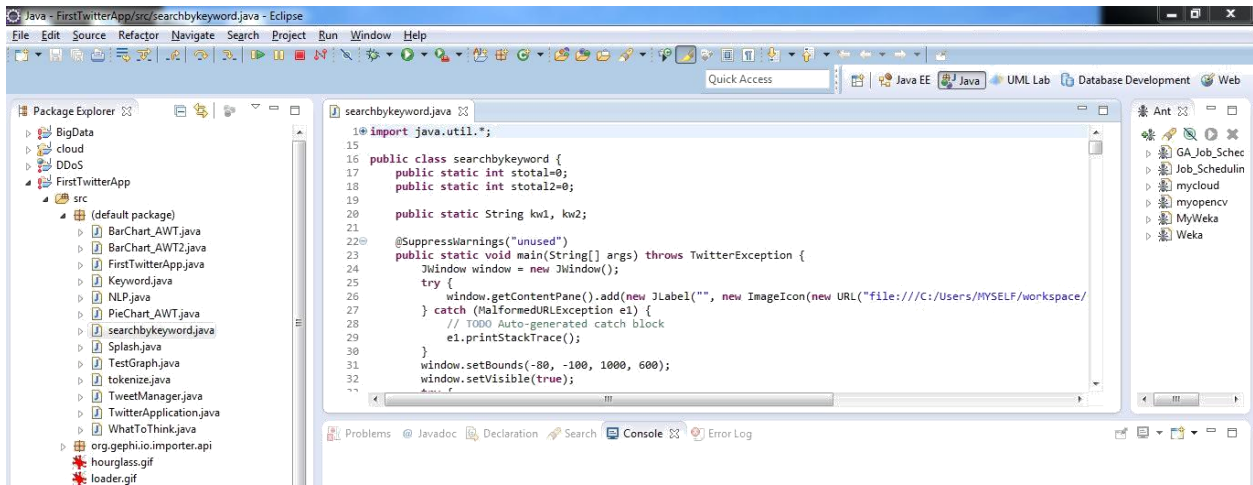 Java - FirstTwitterApp/src/searchbykeyword.java - Eclipse
File Edit Source Refactor Navigate Search Project Run Window Help
Quick Access Java EE Java UML Lab Database Development Web
Package Explorer
BigData
cloud
DDoS
FirstTwitterApp
src
(default package)
BarChart_AWT.java
BarChart_AWT2.java
FirstTwitterApp.java
Keyword.java
NLP.java
PieChart_AWT.java
searchbykeyword.java
Splash.java
TestGraph.java
tokenize.java
TweetManager.java
TwitterApplication.java
WhatToThink.java
org.gephi.io.importer.api
hourglass.gif
loader.gif
searchbykeyword.java
1 import java.util.*;
15
16 public class searchbykeyword {
17 public static int stotal=0;
18 public static int stotal2=0;
19
20 public static String kw1, kw2;
21
22 @SuppressWarnings("unused")
23 public static void main(String[] args) throws TwitterException {
24 JWindow window = new JWindow();
25 try {
26 window.getContentPane().add(new JLabel("", new ImageIcon(new URL("file:///C:/Users/MYSELF/workspace/
27 } catch (MalformedURLException e1) {
28 // TODO Auto-generated catch block
29 e1.printStackTrace();
30 }
31 window.setBounds(-80, -100, 1000, 600);
32 window.setVisible(true);
Ant
GA_Job_Sched
Job_Schedulin
mycloud
myopencv
MyWeka
Weka
Problems @ Javadoc Declaration Search Console Error Log